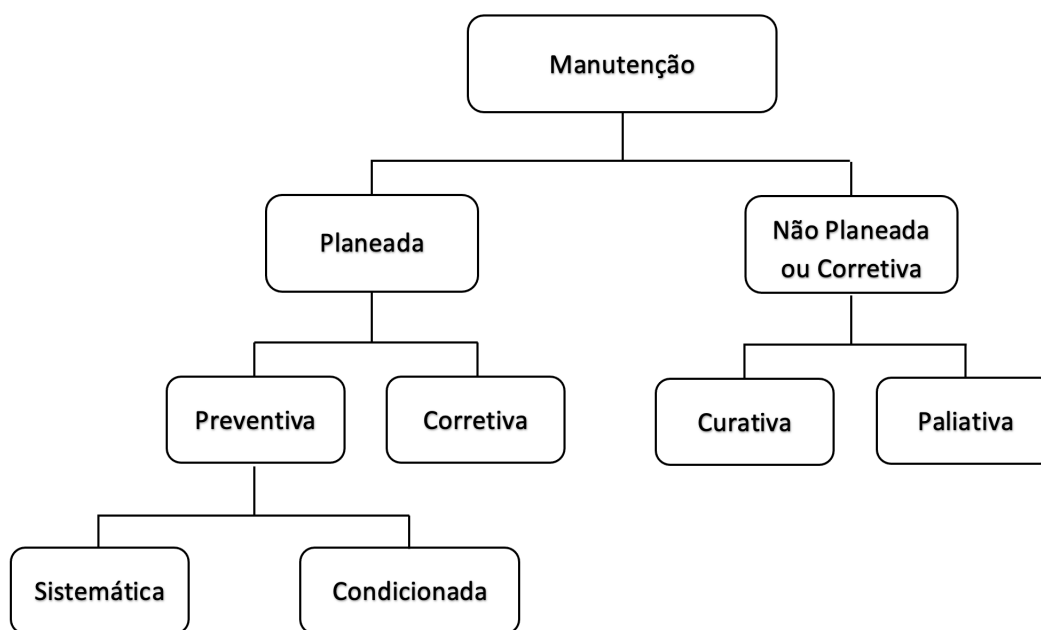 Manutenção
Planeada
Não Planeada
ou Corretiva
Preventiva
Corretiva
Curativa
Paliativa
Sistemática
Condicionada